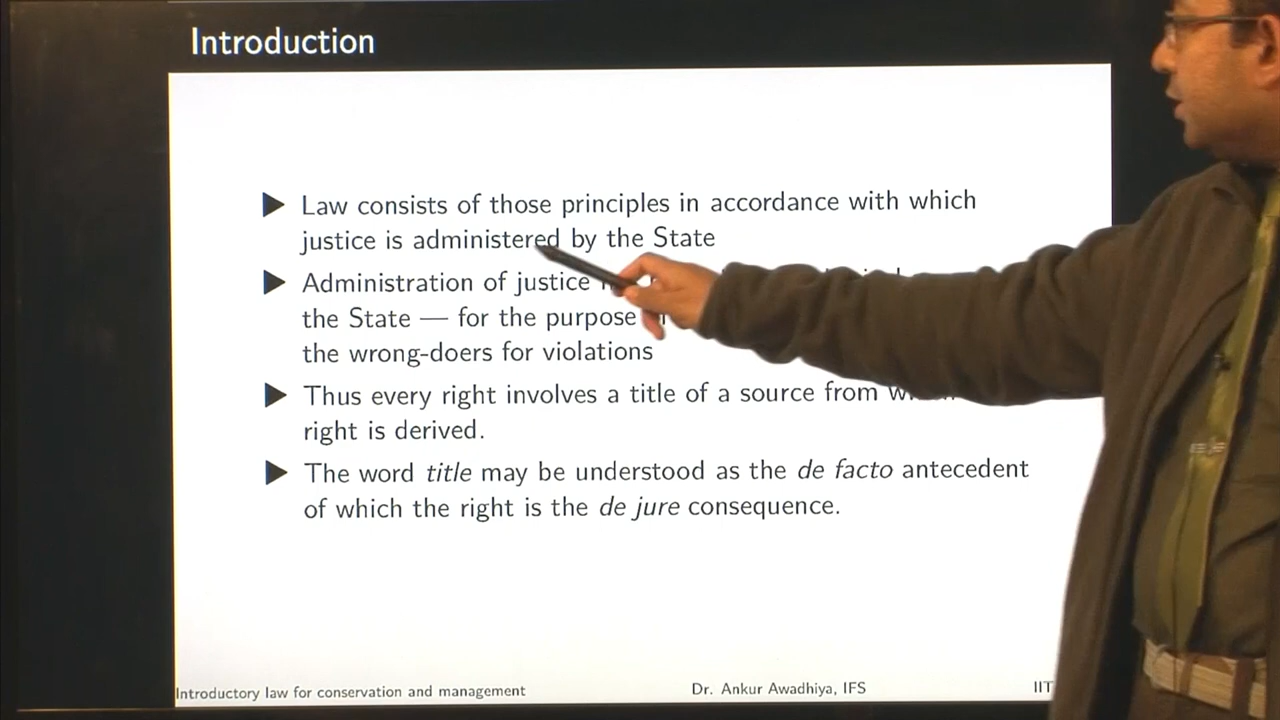 Introduction
Law consists of those principles in accordance with which
justice is administered by the State
Administration of justice
the State — for the purpose
the wrong-doers for violations
Thus every right involves a title of a source from
right is derived.
The word title may be understood as the de facto antecedent
of which the right is the de jure consequence.
Introductory law for conservation and management
Dr. Ankur Awadhiya, IFS
IIT